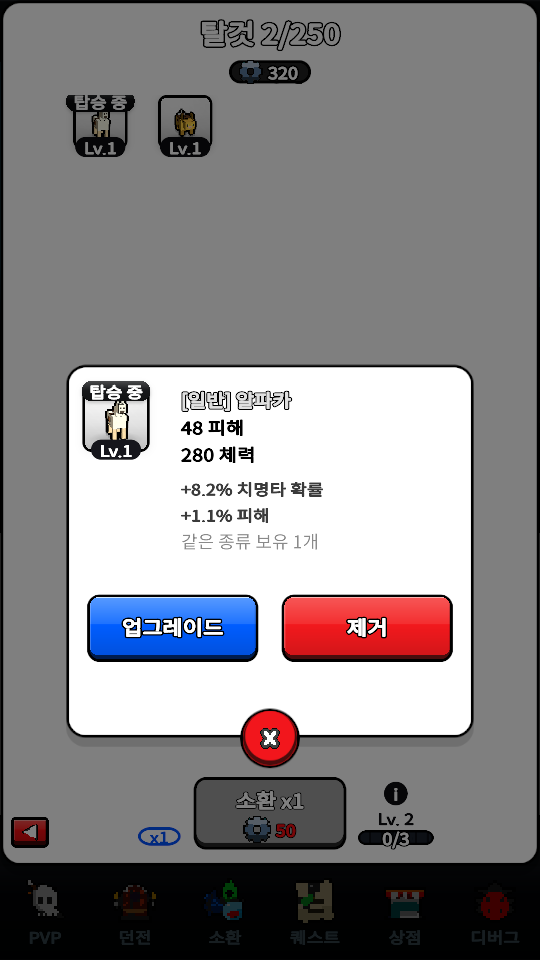 탈것 2/250
320
탑승 중
Lv.1
Lv.1
탑승 중
Lv.1
[일반] 알파카
48 피해
280 체력
+8.2% 치명타 확률
+1.1% 피해
같은 종류 보유 1개
업그레이드
제거
X
소환 x1
50
x1
i
Lv. 2
0/3
PVP
던전
소환
퀘스트
상점
디버그